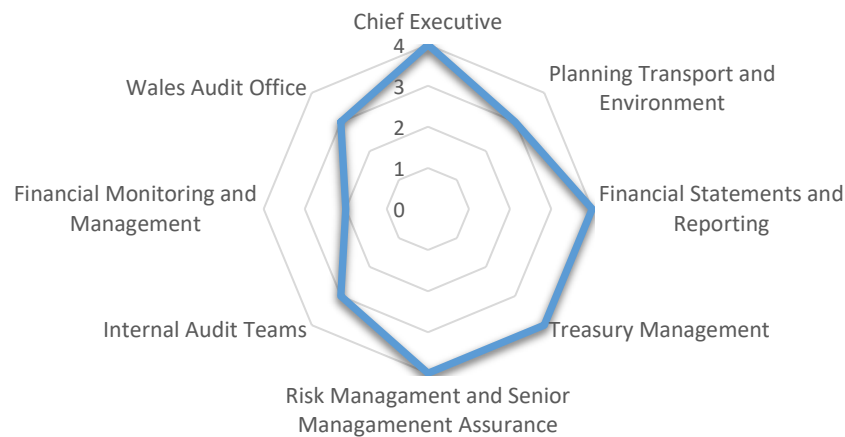 Chief Executive
Planning Transport and
Environment
Financial Statements and
Reporting
Treasury Management
Risk Managament and Senior
Managamenent Assurance
Internal Audit Teams
Financial Monitoring and
Management
Wales Audit Office
4
3
2
1
0